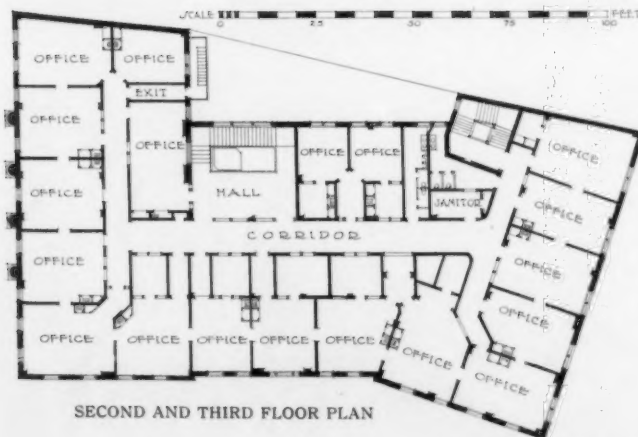 SCALE FEET
25 50 75 100
OFFICE OFFICE
EXIT
OFFICE OFFICE OFFICE OFFICE OFFICE
OFFICE HALL JANITOR OFFICE
CORRIDOR
OFFICE OFFICE
OFFICE
OFFICE OFFICE OFFICE OFFICE OFFICE OFFICE OFFICE
SECOND AND THIRD FLOOR PLAN